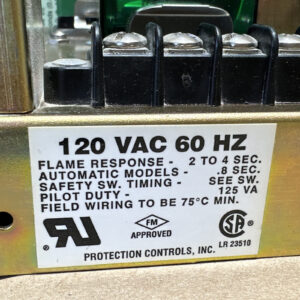 120 VAC 60 HZ
FLAME RESPONSE - 2 TO 4 SEC.
AUTOMATIC MODELS - .8 SEC.
SAFETY SW. TIMING - SEE SW.
PILOT DUTY - 125 VA
FIELD WIRING TO BE 75°C MIN.
FM
APPROVED
LR 23510
PROTECTION CONTROLS, INC.